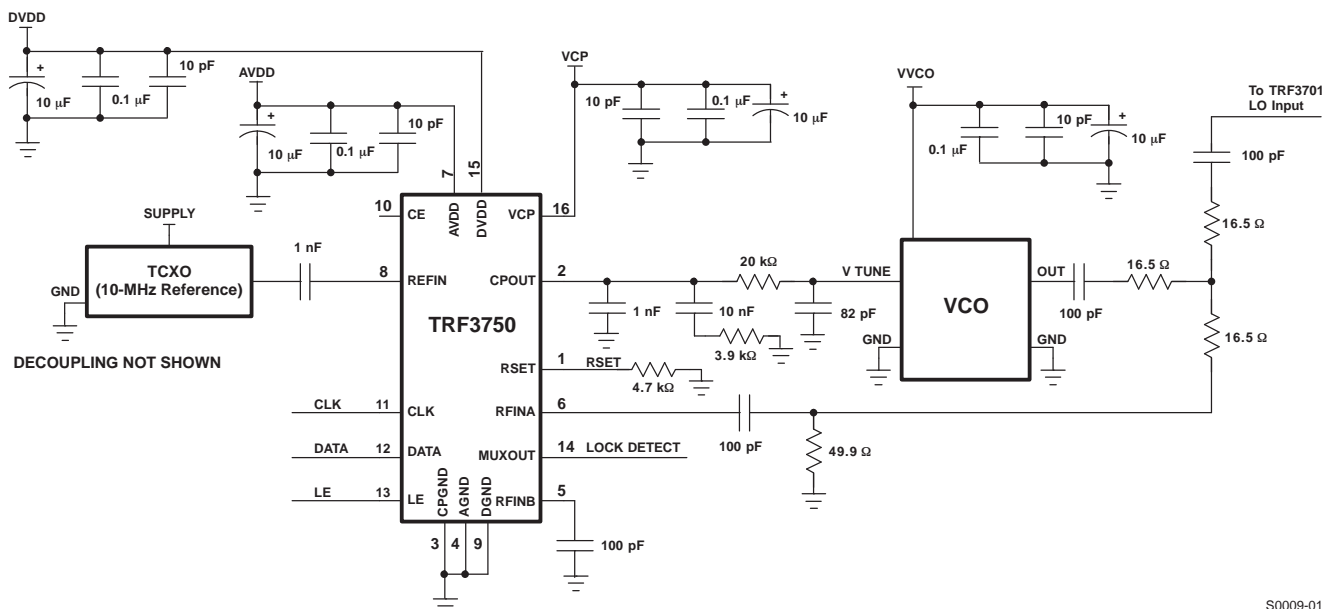 DVDD
+
10 μF
0.1 μF
10 pF
AVDD
+
10 μF
0.1 μF
10 pF
VCP
10 pF
0.1 μF
+
10 μF
VVCO
0.1 μF
10 pF
+
10 μF
To TRF3701
LO Input
100 pF
16.5 Ω
7
15
10
CE
AVDD
DVDD
VCP
16
SUPPLY
TCXO
(10-MHz Reference)
GND
1 nF
8
REFIN
CPOUT
2
20 kΩ
V TUNE
OUT
16.5 Ω
100 pF
VCO
GND
GND
16.5 Ω
TRF3750
1 nF
10 nF
82 pF
3.9 kΩ
DECOUPLING NOT SHOWN
RSET
1
RSET
4.7 kΩ
CLK
11
CLK
RFINA
6
100 pF
49.9 Ω
DATA
12
DATA
MUXOUT
14
LOCK DETECT
LE
13
LE
CPGND
AGND
DGND
RFINB
5
3
4
9
100 pF
S0009-01